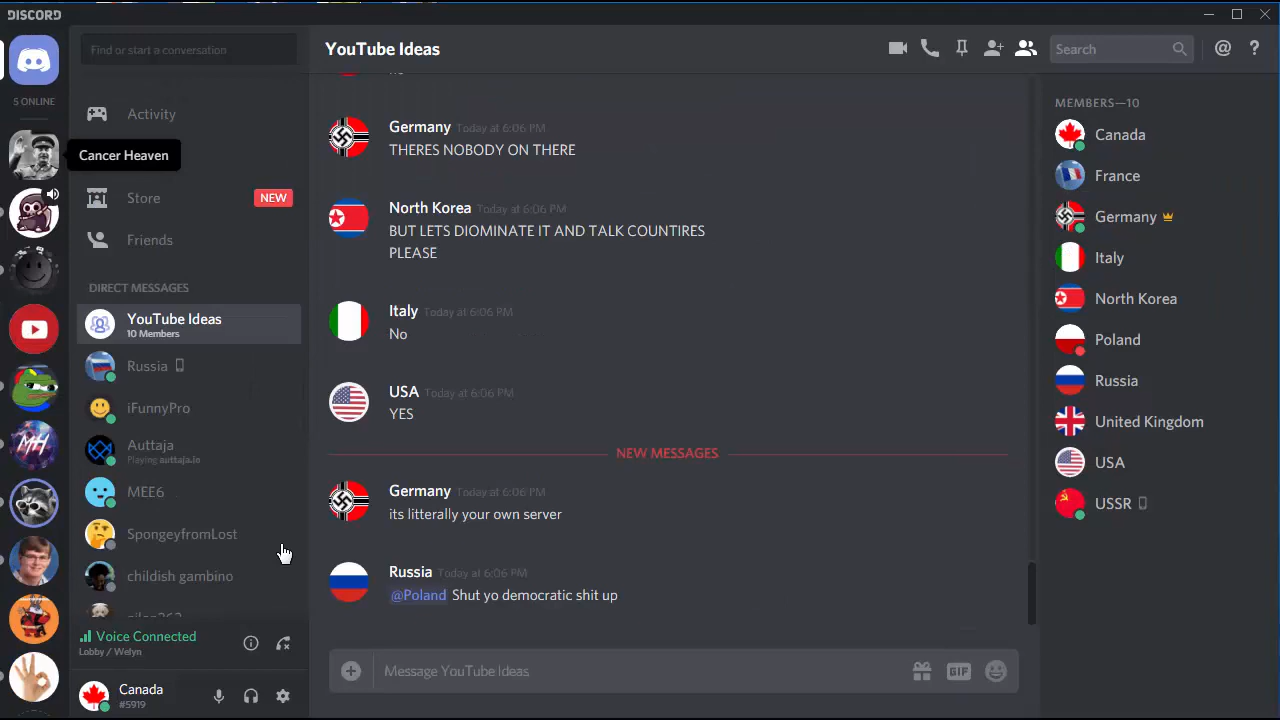 DISCORD
Find or start a conversation
YouTube Ideas
Search
5 ONLINE
Activity
Cancer Heaven
Store
NEW
Friends
DIRECT MESSAGES
YouTube Ideas
10 Members
Russia
iFunnyPro
Auttaja
Playing auttaja.io
MEE6
SpongeyfromLost
childish gambino
Voice Connected
Lobby / Welyn
Canada
#5919
Germany Today at 6:06 PM
THERES NOBODY ON THERE
North Korea Today at 6:06 PM
BUT LETS DIOMINATE IT AND TALK COUNTIRES
PLEASE
Italy Today at 6:06 PM
No
USA Today at 6:06 PM
YES
NEW MESSAGES
Germany Today at 6:06 PM
its litterally your own server
Russia Today at 6:06 PM
@Poland Shut yo democratic shit up
Message YouTube Ideas
GIF
MEMBERS—10
Canada
France
Germany
Italy
North Korea
Poland
Russia
United Kingdom
USA
USSR
MH